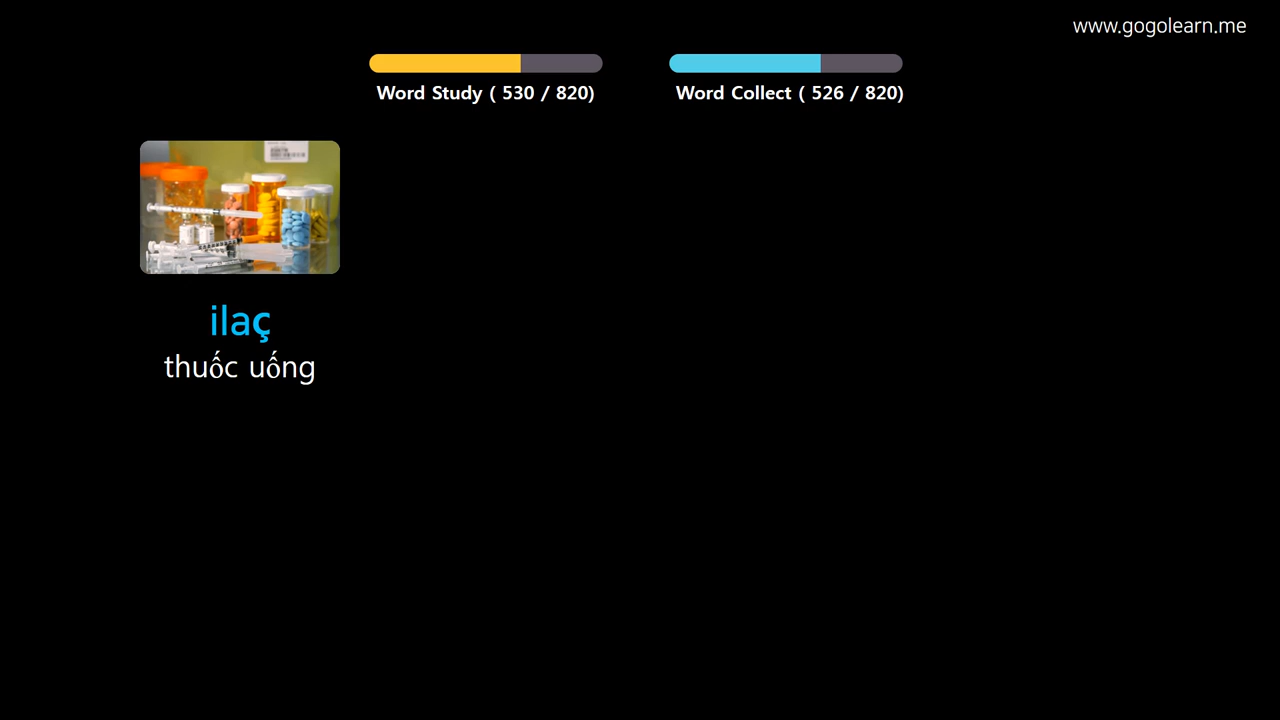 www.gogolearn.me
Word Study ( 530 / 820)
Word Collect ( 526 / 820)
ilaç
thuốc uống